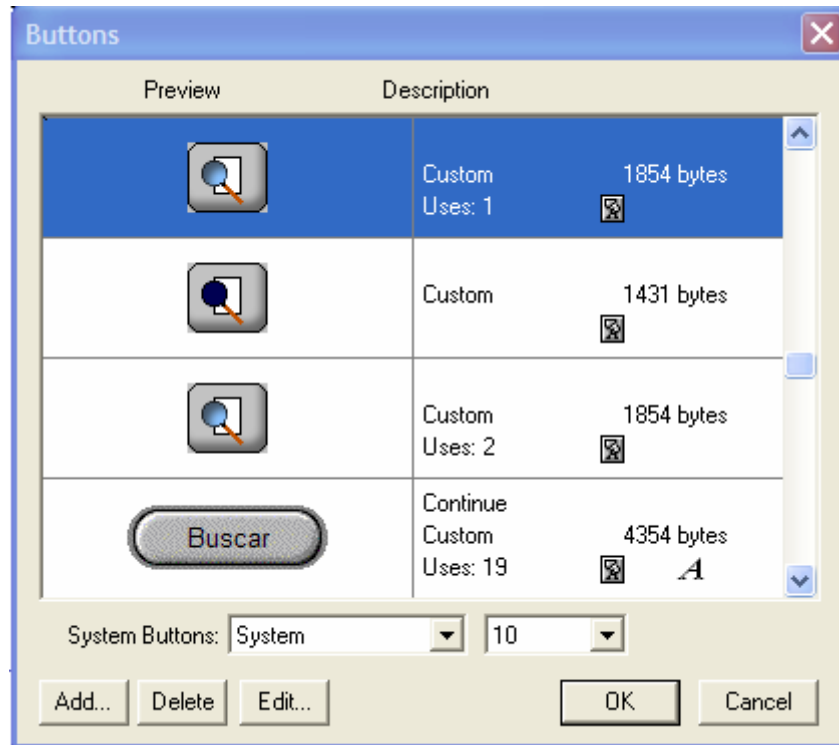 Buttons
Preview Description
Custom 1854 bytes
Uses: 1
Custom 1431 bytes
Custom 1854 bytes
Uses: 2
Buscar
Continue
Custom 4354 bytes
Uses: 19 A
System Buttons: System 10
Add... Delete Edit... OK Cancel